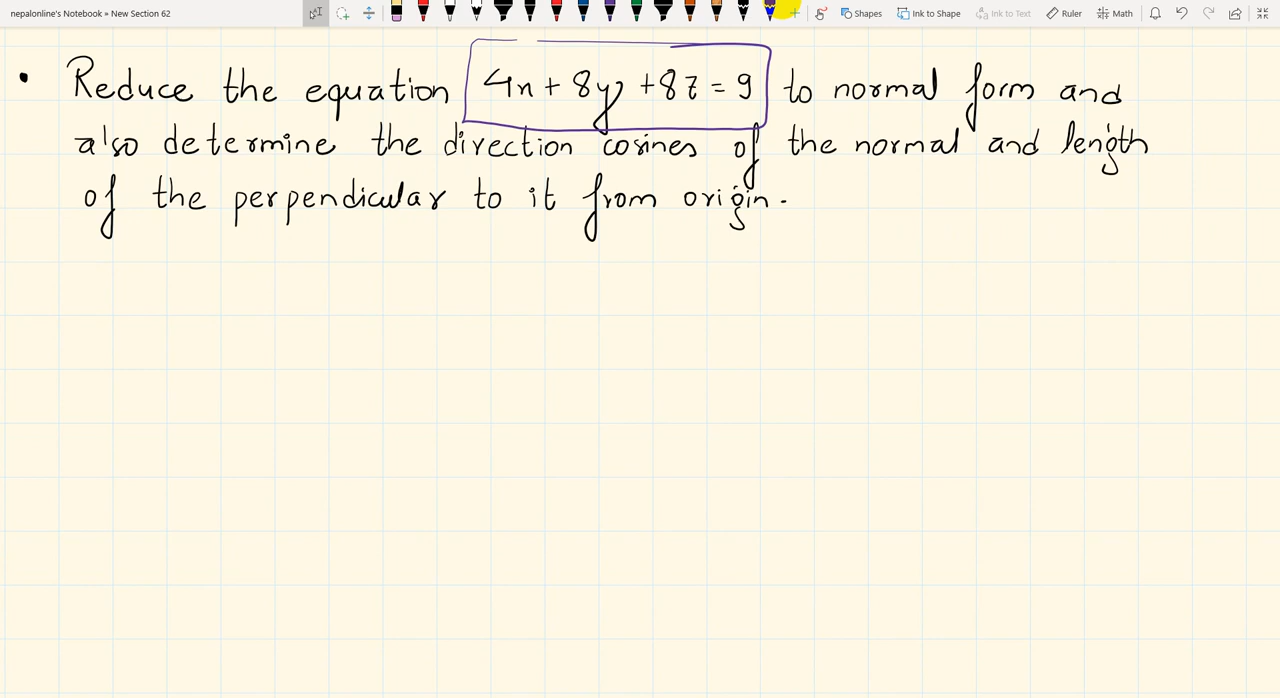 nepalonline's Notebook » New Section 62
Shapes Ink to Shape Ink to Text Ruler Math
• Reduce the equation 4x + 8y + 8z = 9 to normal form and
also determine the direction cosines of the normal and length
of the perpendicular to it from origin.